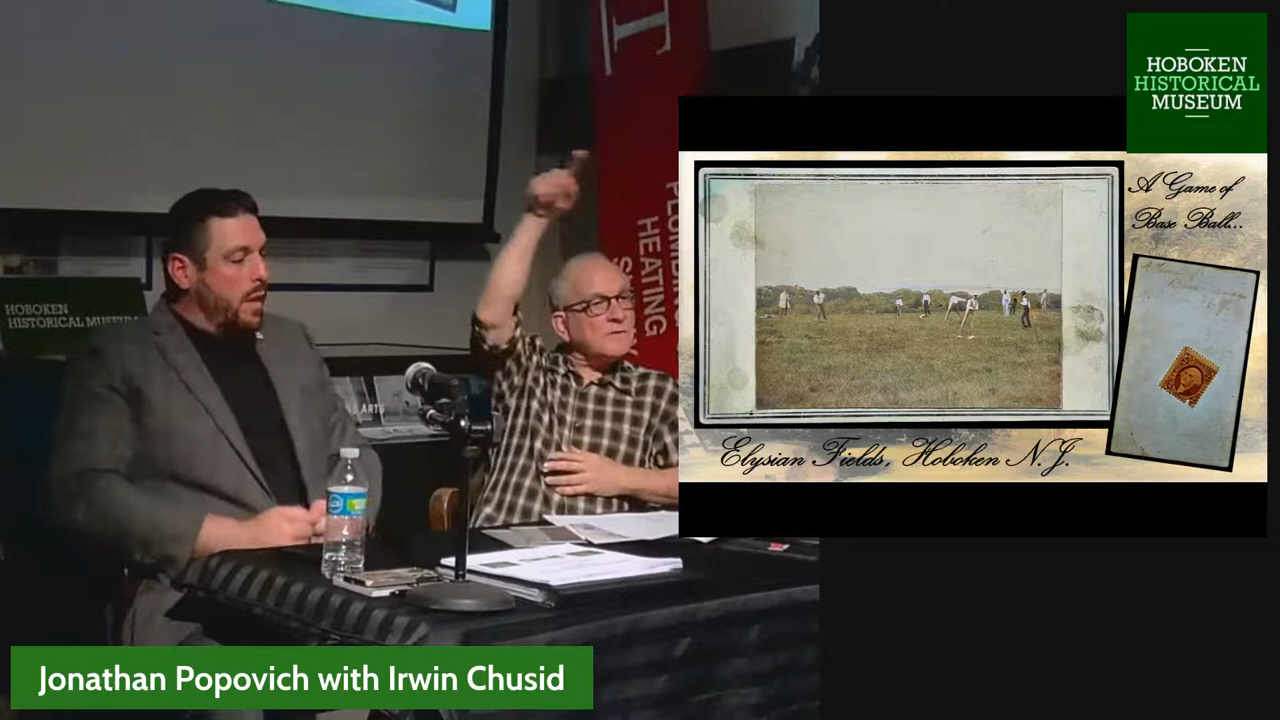 HOBOKEN
HISTORICAL
MUSEUM
A Game of
Base Ball...
Elysian Fields, Hoboken N.J.
T
HEATING
HOBOKEN
HISTORICAL MUSEUM
ARTS
Jonathan Popovich with Irwin Chusid